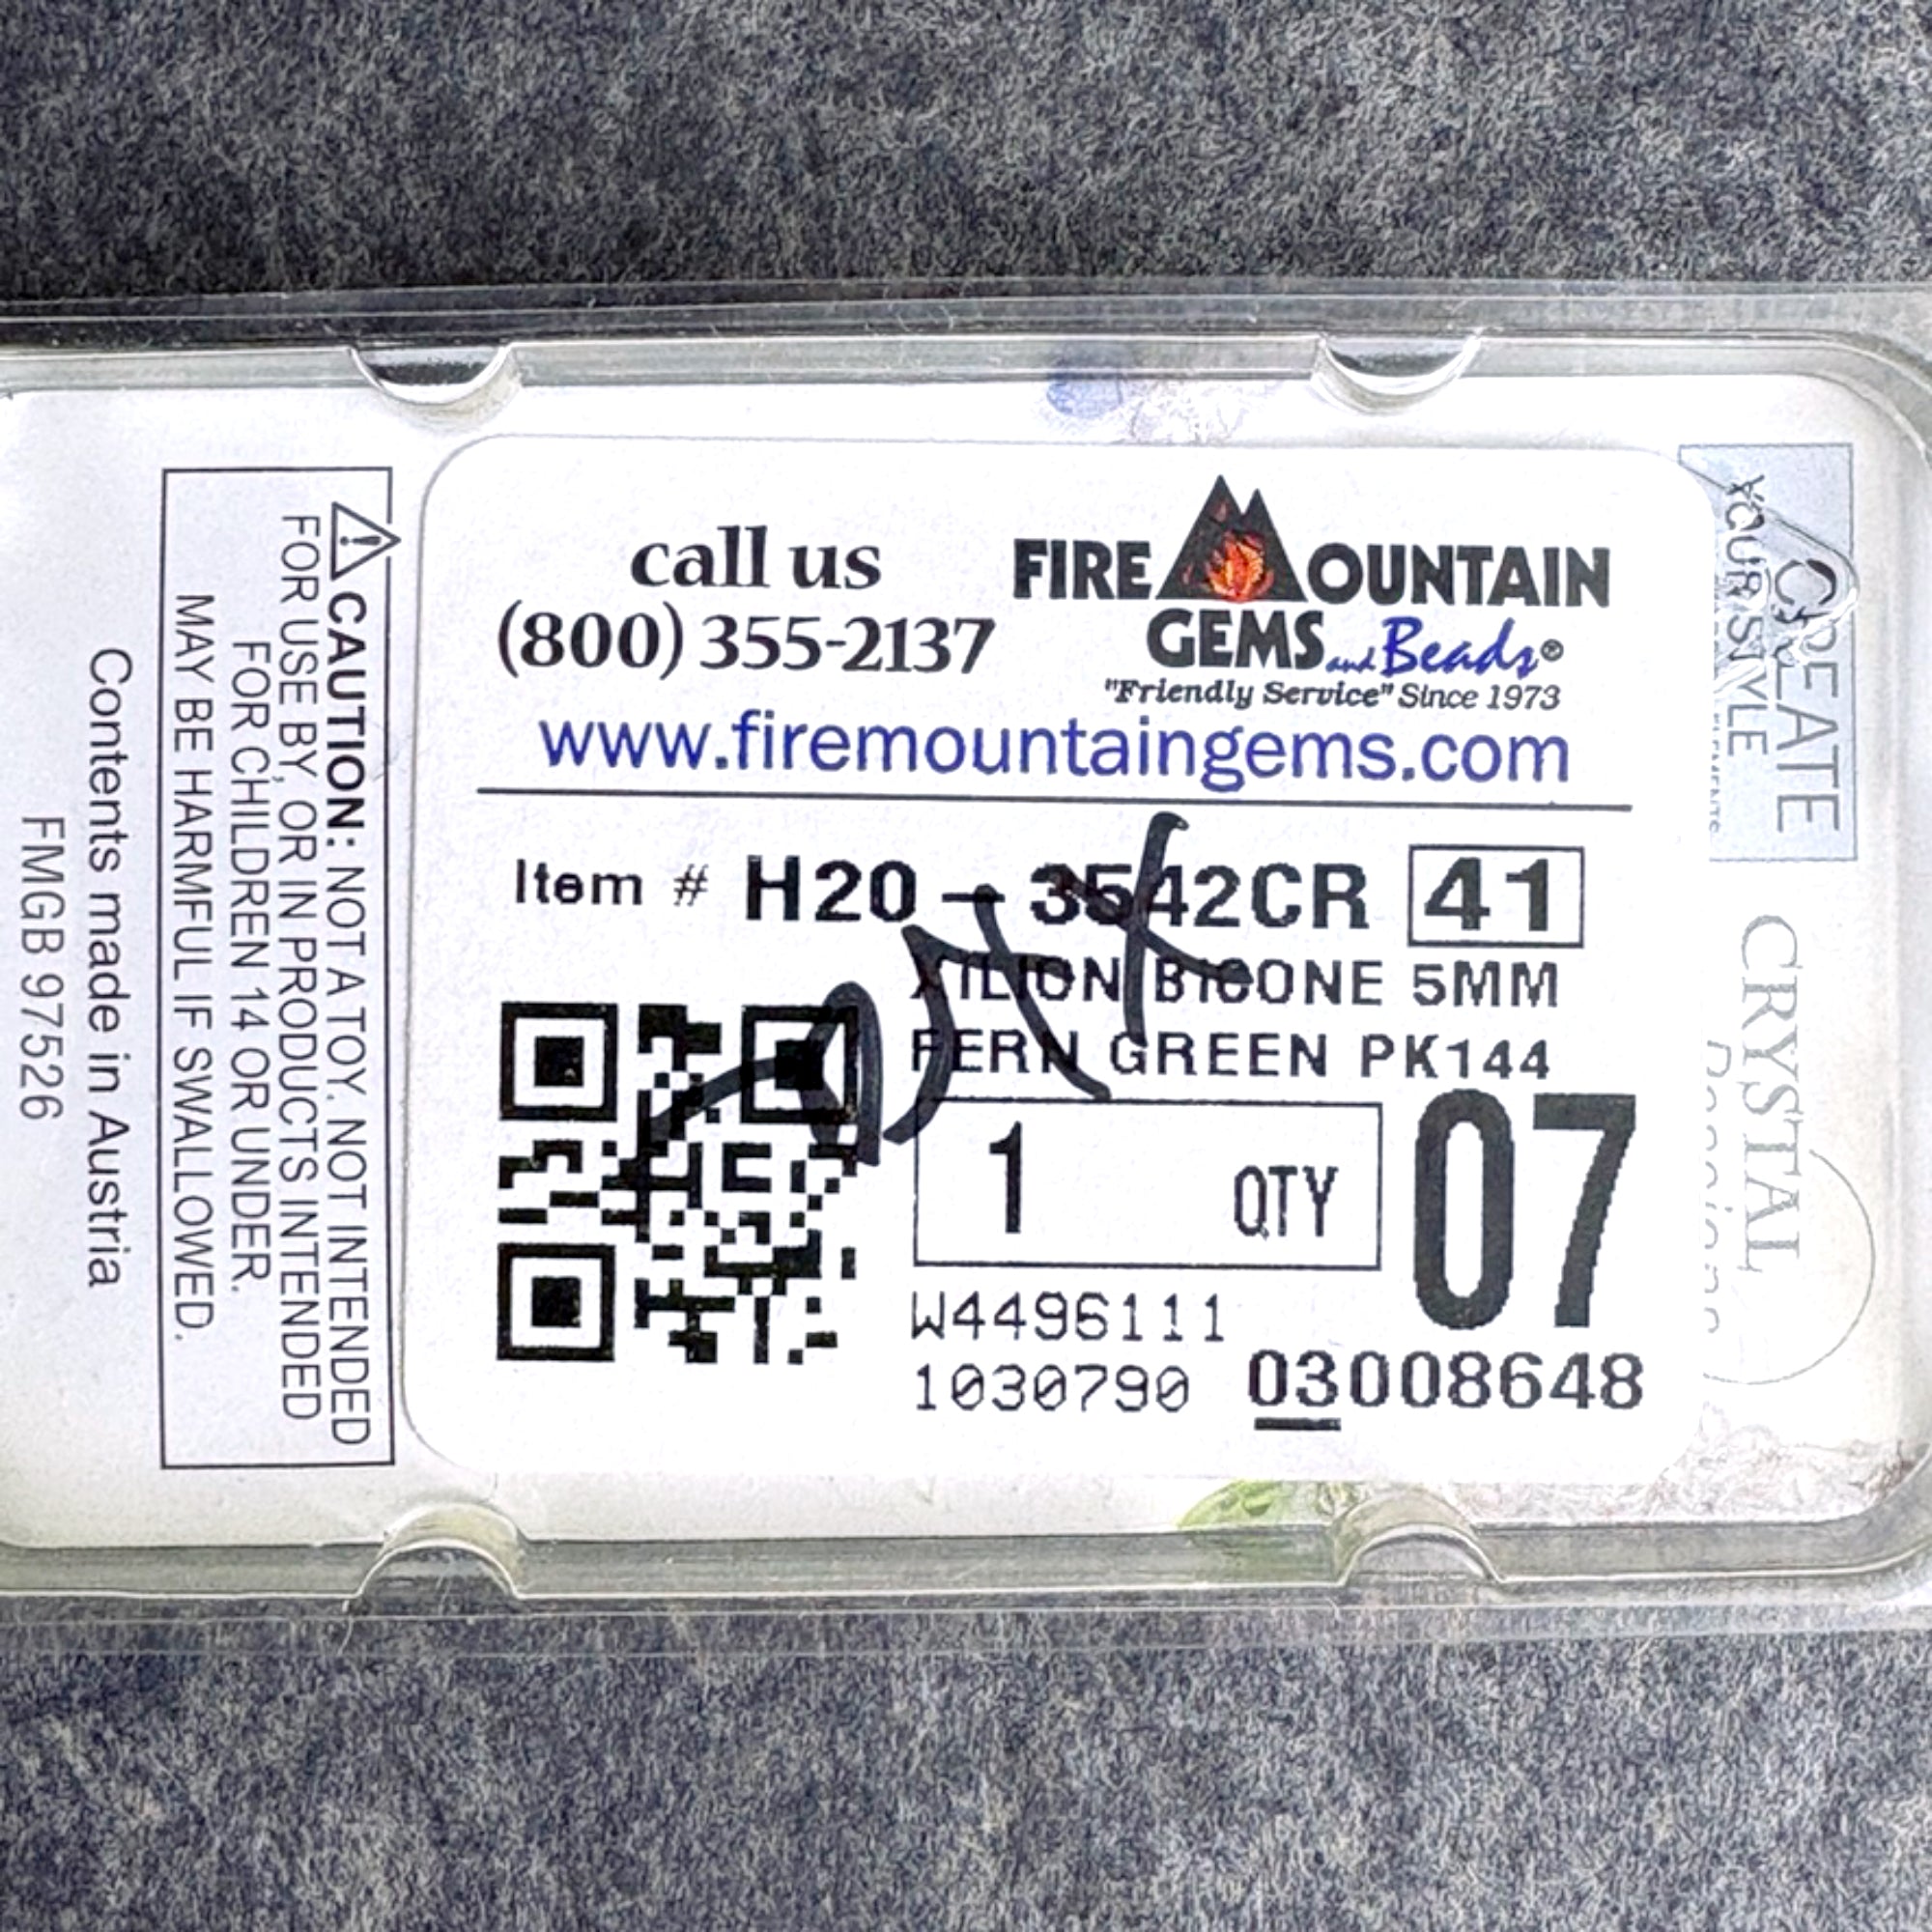 call us
(800) 355-2137
FIRE MOUNTAIN
GEMS and Beads®
"Friendly Service" Since 1973
www.firemountaingems.com
Item # H20-3542CR 41
XILION BICONE 5MM
FERN GREEN PK144
1 QTY
07
W4496111
1030790
03008648
CAUTION: NOT A TOY. NOT INTENDED
FOR USE BY, OR IN PRODUCTS INTENDED
FOR CHILDREN 14 OR UNDER.
MAY BE HARMFUL IF SWALLOWED.
Contents made in Austria
FMGB 97526
CREATE
YOUR STYLE
CRYSTAL